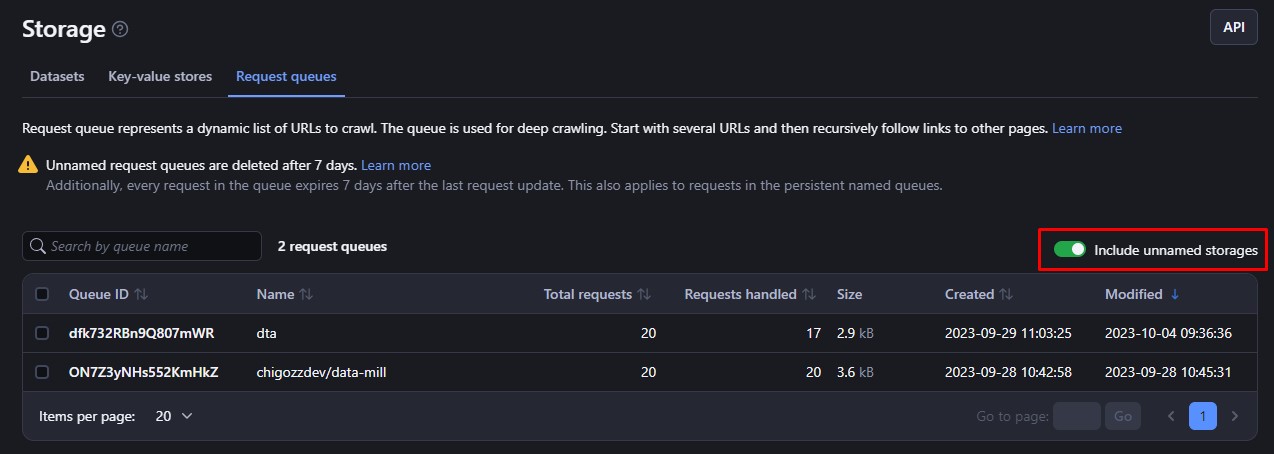 Storage
API
Datasets Key-value stores Request queues
Request queue represents a dynamic list of URLs to crawl. The queue is used for deep crawling. Start with several URLs and then recursively follow links to other pages. Learn more
Unnamed request queues are deleted after 7 days. Learn more
Additionally, every request in the queue expires 7 days after the last request update. This also applies to requests in the persistent named queues.
Search by queue name 2 request queues Include unnamed storages
Queue ID Name Total requests Requests handled Size Created Modified
dfk732RBn9Q807mWR dta 20 17 2.9 kB 2023-09-29 11:03:25 2023-10-04 09:36:36
ON7Z3yNHs552KmHkZ chigozzdev/data-mill 20 20 3.6 kB 2023-09-28 10:42:58 2023-09-28 10:45:31
Items per page: 20 Go to page: Go 1